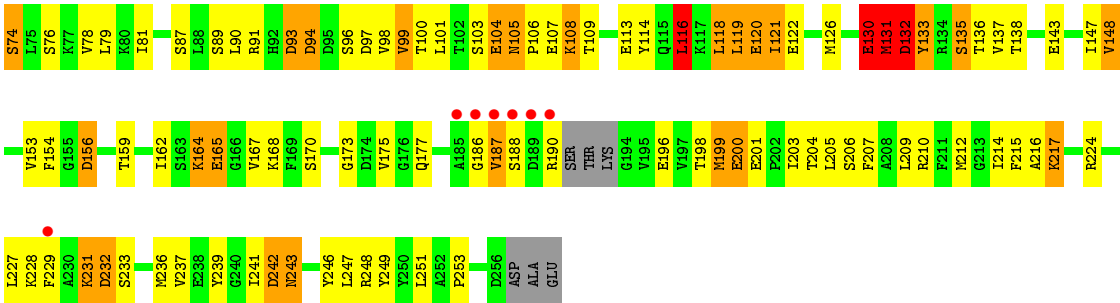 S74 L75 S76 K77 V78 L79 K80 I81 S87 L88 S89 L90 R91 H92 D93 D94 D95 S96 D97 V98 V99 T100 L101 T102 S103 E104 N105 P106 E107 K108 T109 E113 Y114 Q115 L116 K117 L118 L119 E120 I121 E122 M126 E130 M131 D132 Y133 R134 S135 T136 V137 T138 E143 I147 V148
V153 F154 G155 D156 T159 I162 S163 K164 E165 G166 V167 K168 F169 S170 G173 D174 V175 G176 Q177 A185 G186 V187 S188 D189 R190 SER THR LYS G194 V195 E196 V197 T198 M199 E200 E201 P202 I203 T204 L205 S206 F207 A208 L209 R210 F211 M212 G213 I214 F215 A216 K217 R224
L227 K228 F229 A230 K231 D232 S233 M236 V237 E238 Y239 G240 I241 D242 N243 Y246 L247 R248 Y249 Y250 L251 A252 P253 D256 ASP ALA GLU